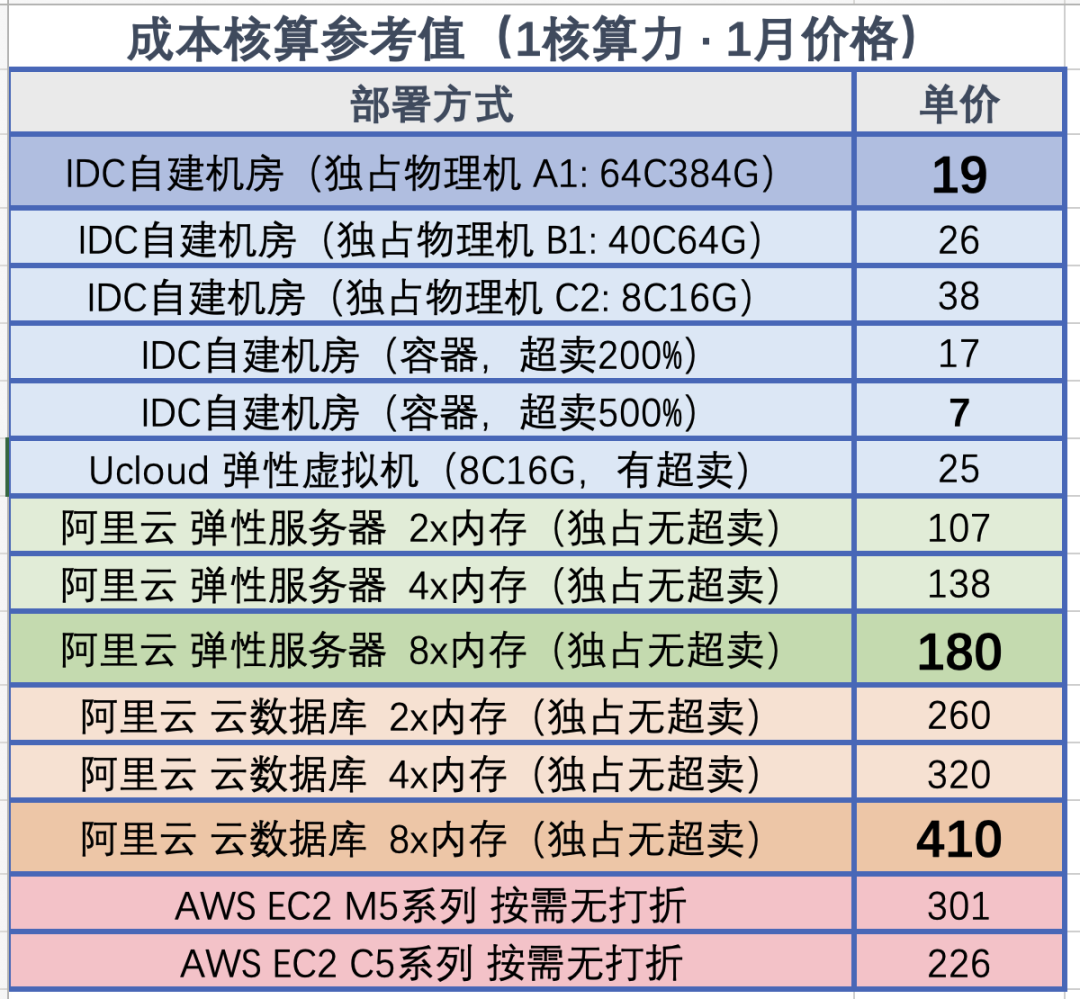 成本核算参考值（1核算力 · 1月价格）
部署方式 单价
IDC自建机房（独占物理机 A1: 64C384G） 19
IDC自建机房（独占物理机 B1: 40C64G） 26
IDC自建机房（独占物理机 C2: 8C16G） 38
IDC自建机房（容器，超卖200%） 17
IDC自建机房（容器，超卖500%） 7
Ucloud 弹性虚拟机（8C16G，有超卖） 25
阿里云 弹性服务器 2x内存（独占无超卖） 107
阿里云 弹性服务器 4x内存（独占无超卖） 138
阿里云 弹性服务器 8x内存（独占无超卖） 180
阿里云 云数据库 2x内存（独占无超卖） 260
阿里云 云数据库 4x内存（独占无超卖） 320
阿里云 云数据库 8x内存（独占无超卖） 410
AWS EC2 M5系列 按需无打折 301
AWS EC2 C5系列 按需无打折 226